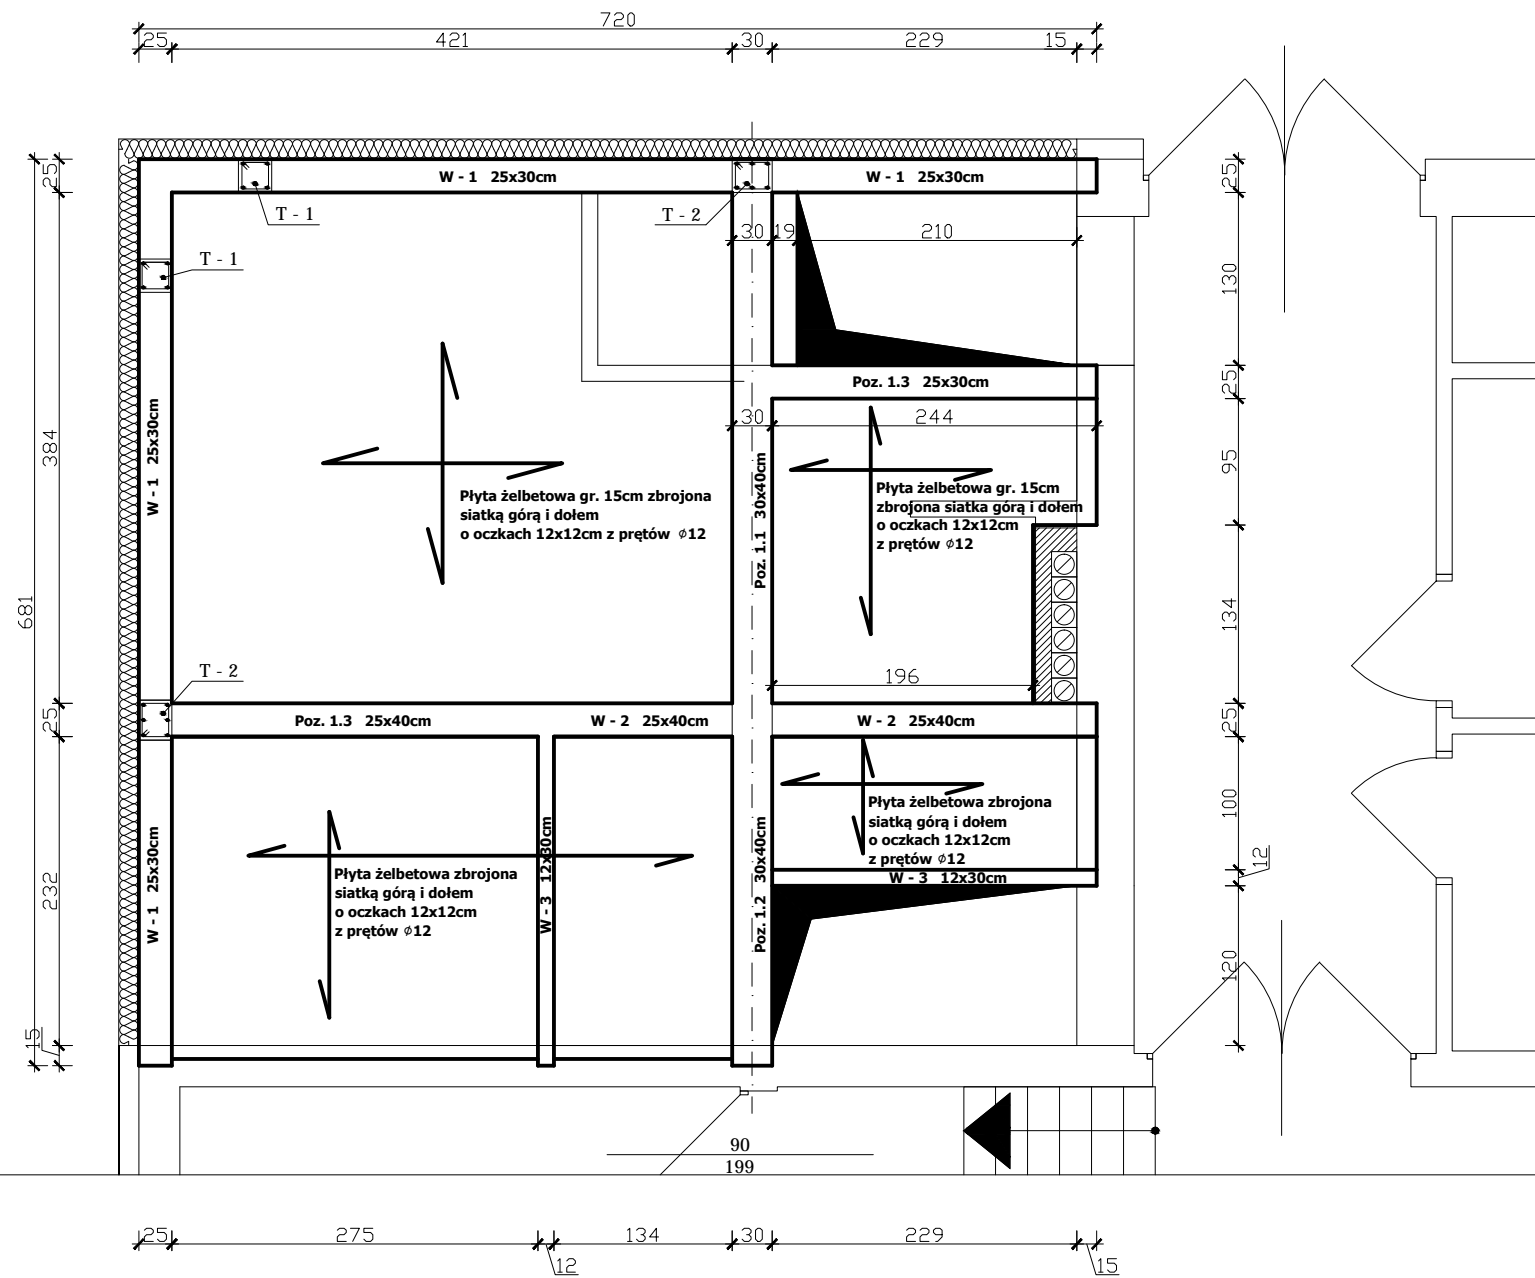 720
25 421 30 229 15
W - 1 25x30cm
W - 1 25x30cm
25
25
T - 1
T - 2
30 19 210
T - 1
130
Poz. 1.3 25x30cm
25
30 244
W - 1 25x30cm
384
95
Poz. 1.1 30x40cm
Płyta żelbetowa gr. 15cm zbrojona
siatką górą i dołem
o oczkach 12x12cm z prętów ϕ12
Płyta żelbetowa gr. 15cm
zbrojona siatka górą i dołem
o oczkach 12x12cm
z prętów ϕ12
681
134
T - 2
196
25
Poz. 1.3 25x40cm
W - 2 25x40cm
W - 2 25x40cm
25
100
Płyta żelbetowa zbrojona
siatką górą i dołem
o oczkach 12x12cm
z prętów ϕ12
12
W - 3 12x30cm
232
W - 1 25x30cm
Płyta żelbetowa zbrojona
siatką górą i dołem
o oczkach 12x12cm
z prętów ϕ12
W - 3 12x30cm
Poz. 1.2 30x40cm
120
15
90
199
25 275 134 30 229
12 15